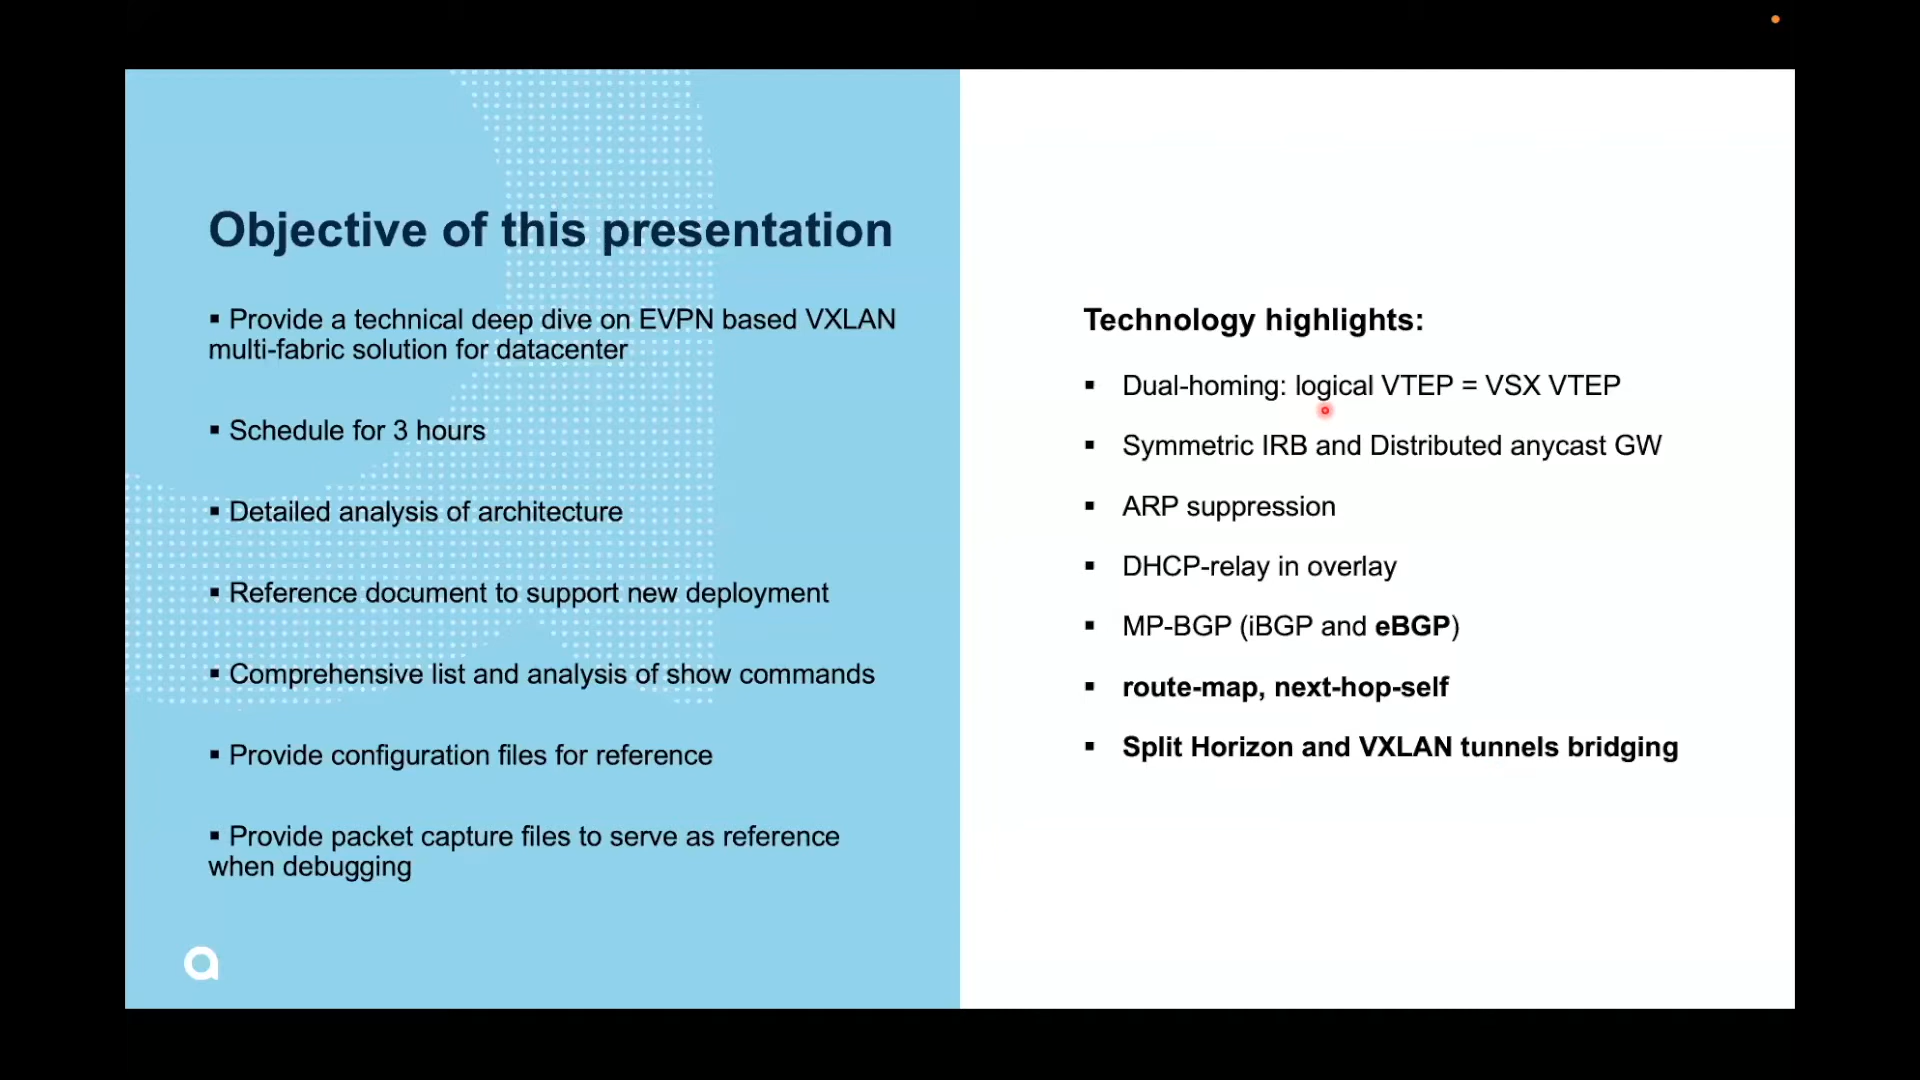 Objective of this presentation
▪ Provide a technical deep dive on EVPN based VXLAN
multi-fabric solution for datacenter
▪ Schedule for 3 hours
▪ Detailed analysis of architecture
▪ Reference document to support new deployment
▪ Comprehensive list and analysis of show commands
▪ Provide configuration files for reference
▪ Provide packet capture files to serve as reference
when debugging
Technology highlights:
▪ Dual-homing: logical VTEP = VSX VTEP
▪ Symmetric IRB and Distributed anycast GW
▪ ARP suppression
▪ DHCP-relay in overlay
▪ MP-BGP (iBGP and eBGP)
▪ route-map, next-hop-self
▪ Split Horizon and VXLAN tunnels bridging